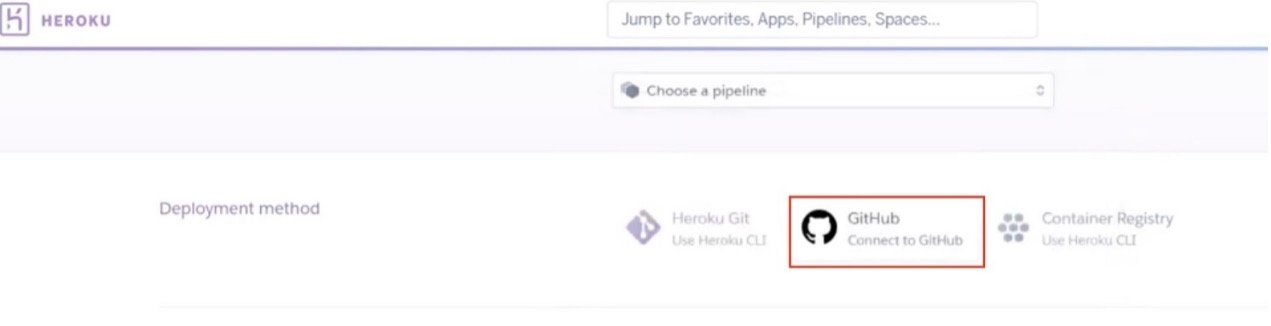 HEROKU
Jump to Favorites, Apps, Pipelines, Spaces...
Choose a pipeline
Deployment method
Heroku Git
Use Heroku CLI
GitHub
Connect to GitHub
Container Registry
Use Heroku CLI